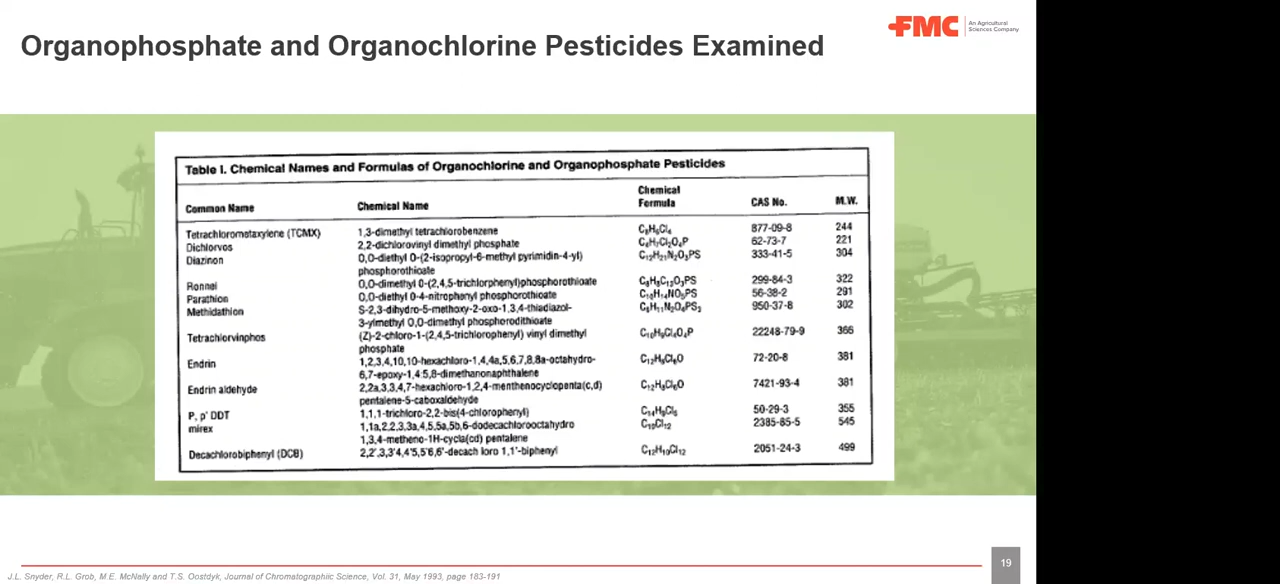 FMC
An Agricultural
Sciences Company
Organophosphate and Organochlorine Pesticides Examined
Table I. Chemical Names and Formulas of Organochlorine and Organophosphate Pesticides
Common Name Chemical Name Chemical Formula CAS No. M.W.
Tetrachlorometaxylene (TCMX) 1,3-dimethyl tetrachlorobenzene C₈H₆Cl₄ 877-09-8 244
Dichlorvos 2,2-dichlorovinyl dimethyl phosphate C₄H₇Cl₂O₄P 62-73-7 221
Diazinon 0,0-diethyl 0-(2-isopropyl-6-methyl pyrimidin-4-yl) C₁₂H₂₁N₂O₃PS 333-41-5 304
phosphorothioate
Ronnel 0,0-dimethyl 0-(2,4,5-trichlorphenyl)phosphorothioate 299-84-3 322
Parathion 0,0-diethyl 0-4-nitrophenyl phosphorothioate C₁₀H₁₄NO₅PS 56-38-2 291
Methidathion S-2,3-dihydro-5-methoxy-2-oxo-1,3,4-thiadiazol- C₆H₁₁N₂O₄PS₂ 950-37-8 302
3-ylmethyl 0,0-dimethyl phosphorodithioate
Tetrachlorvinphos (Z)-2-chloro-1-(2,4,5-trichlorophenyl) vinyl dimethyl C₁₀H₉Cl₄O₄P 22248-79-9 366
phosphate
Endrin 1,2,3,4,10,10-hexachloro-1,4,4a,5,6,7,8,8a-octahydro- C₁₂H₈Cl₆O 72-20-8 381
6,7-epoxy-1,4:5,8-dimethanonaphthalene
Endrin aldehyde 2,2a,3,3,4,7-hexachloro-1,2,4-menthenocyclopenta(c,d) C₁₂H₈Cl₆O 7421-93-4 381
pentalene-5-caboxaldehyde
P, p' DDT 1,1,1-trichloro-2,2-bis(4-chlorophenyl) C₁₄H₉Cl₅ 50-29-3 355
mirex 1,1a,2,2,3,3a,4,5,5a,5b,6-dodecachlorooctahydro C₁₀Cl₁₂ 2385-85-5 545
1,3,4-metheno-1H-cycla(cd) pentalene
Decachlorobiphenyl (DCB) 2,2',3,3'4,4'5,5'6,6'-decach loro 1,1'-biphenyl C₁₂H₁₀Cl₁₂ 2051-24-3 499
J.L. Snyder, R.L. Grob, M.E. McNally and T.S. Oostdyk, Journal of Chromatographiic Science, Vol. 31, May 1993, page 183-191
19